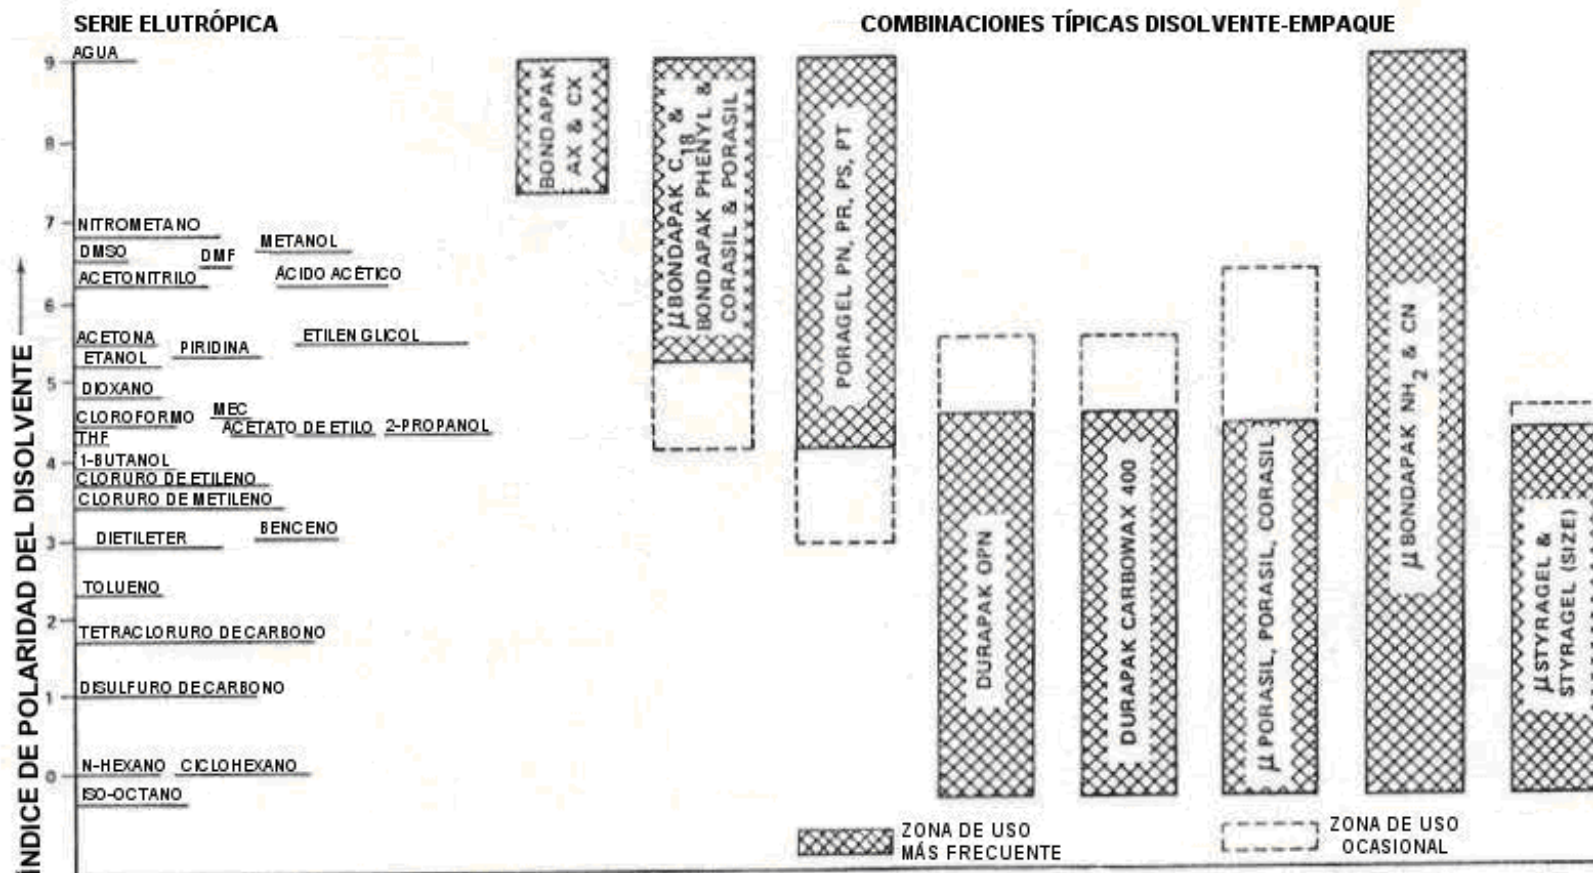 SERIE ELUTRÓPICA
COMBINACIONES TÍPICAS DISOLVENTE-EMPAQUE
ÍNDICE DE POLARIDAD DEL DISOLVENTE
9
8
7
6
5
4
3
2
1
0
AGUA
NITROMETANO
METANOL
DMSO
DMF
ACETONITRILO
ÁCIDO ACÉTICO
ACETONA
ETILEN GLICOL
PIRIDINA
ETANOL
DIOXANO
CLOROFORMO
MEC
ACETATO DE ETILO
2-PROPANOL
THF
1-BUTANOL
CLORURO DE ETILENO
CLORURO DE METILENO
DIETILETER
BENCENO
TOLUENO
TETRACLORURO DE CARBONO
DISULFURO DE CARBONO
N-HEXANO
CICLOHEXANO
ISO-OCTANO
BONDAPAK
AX & CX
µBONDAPAK C18 &
BONDAPAK PHENYL &
CORASIL & PORASIL
PORAGEL PN, PR, PS, PT
DURAPAK OPN
DURAPAK CARBOWAX 400
µ PORASIL, PORASIL, CORASIL
µ BONDAPAK NH2 & CN
µ STYRAGEL &
STYRAGEL (SIZE)
ZONA DE USO
MÁS FRECUENTE
ZONA DE USO
OCASIONAL